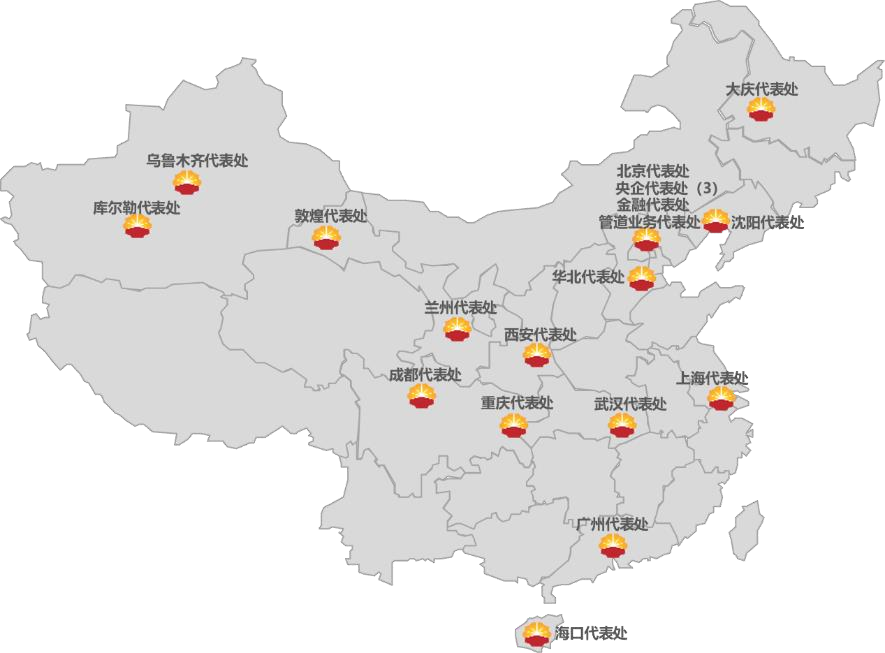 大庆代表处
乌鲁木齐代表处
北京代表处
央企代表处（3）
库尔勒代表处
金融代表处
敦煌代表处
管道业务代表处
沈阳代表处
华北代表处
兰州代表处
西安代表处
成都代表处
上海代表处
重庆代表处
武汉代表处
广州代表处
海口代表处